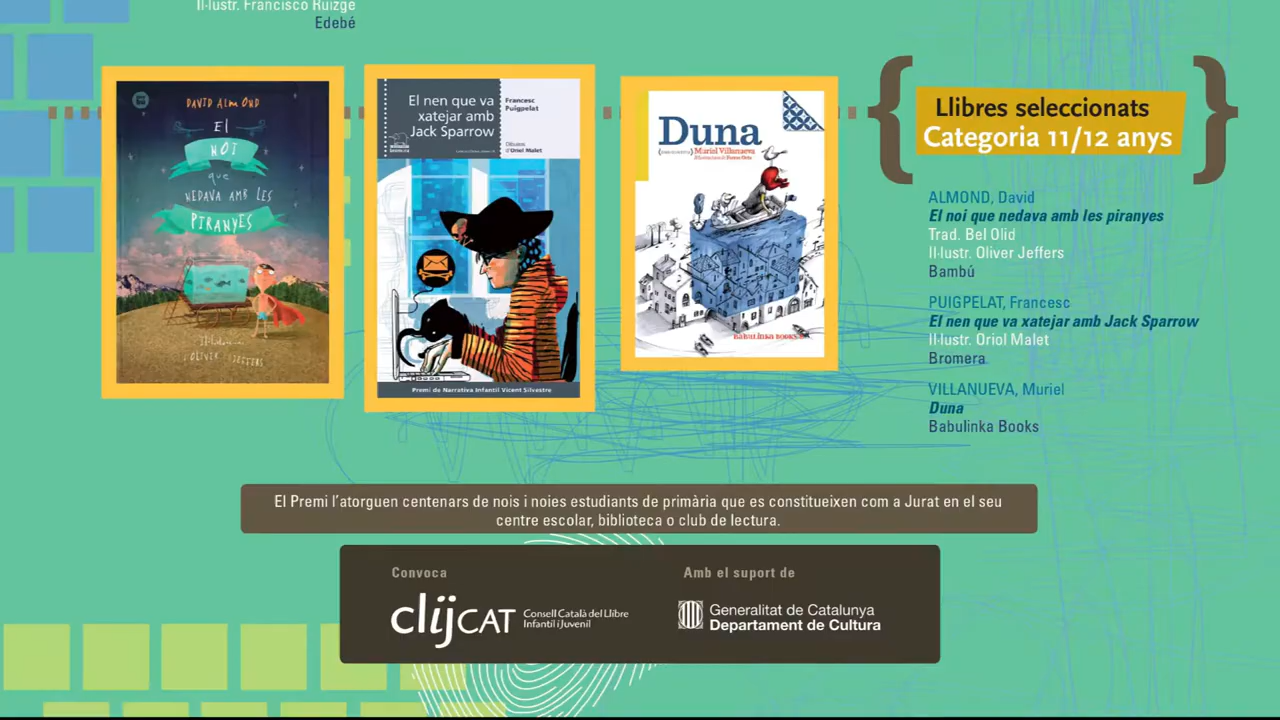 Il·lustr. Francisco Ruizge
Edebé
DAVID ALMOND
El
NOI
que
NEDAVA AMB LES
PIRANYES
OLIVER JEFFERS
El nen que va
xatejar amb
Jack Sparrow
Francesc
Puigpelat
Dibuixos
d'Oriol Malet
Premi de Narrativa Infantil Vicent Silvestre
Duna
Muriel Villanueva
BABULINKA BOOKS
Llibres seleccionats
Categoria 11/12 anys
ALMOND, David
El noi que nedava amb les piranyes
Trad. Bel Olid
Il·lustr. Oliver Jeffers
Bambú
PUIGPELAT, Francesc
El nen que va xatejar amb Jack Sparrow
Il·lustr. Oriol Malet
Bromera
VILLANUEVA, Muriel
Duna
Babulinka Books
El Premi l'atorguen centenars de nois i noies estudiants de primària que es constitueixen com a Jurat en el seu
centre escolar, biblioteca o club de lectura.
Convoca
clijCAT
Consell Català del Llibre
Infantil i Juvenil
Amb el suport de
Generalitat de Catalunya
Departament de Cultura